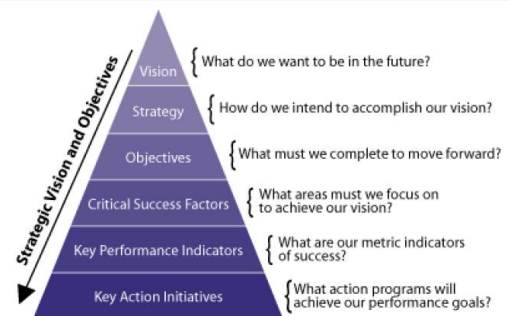 Strategic Vision and Objectives
Vision
What do we want to be in the future?
Strategy
How do we intend to accomplish our vision?
Objectives
What must we complete to move forward?
Critical Success Factors
What areas must we focus on
to achieve our vision?
Key Performance Indicators
What are our metric indicators
of success?
Key Action Initiatives
What action programs will
achieve our performance goals?